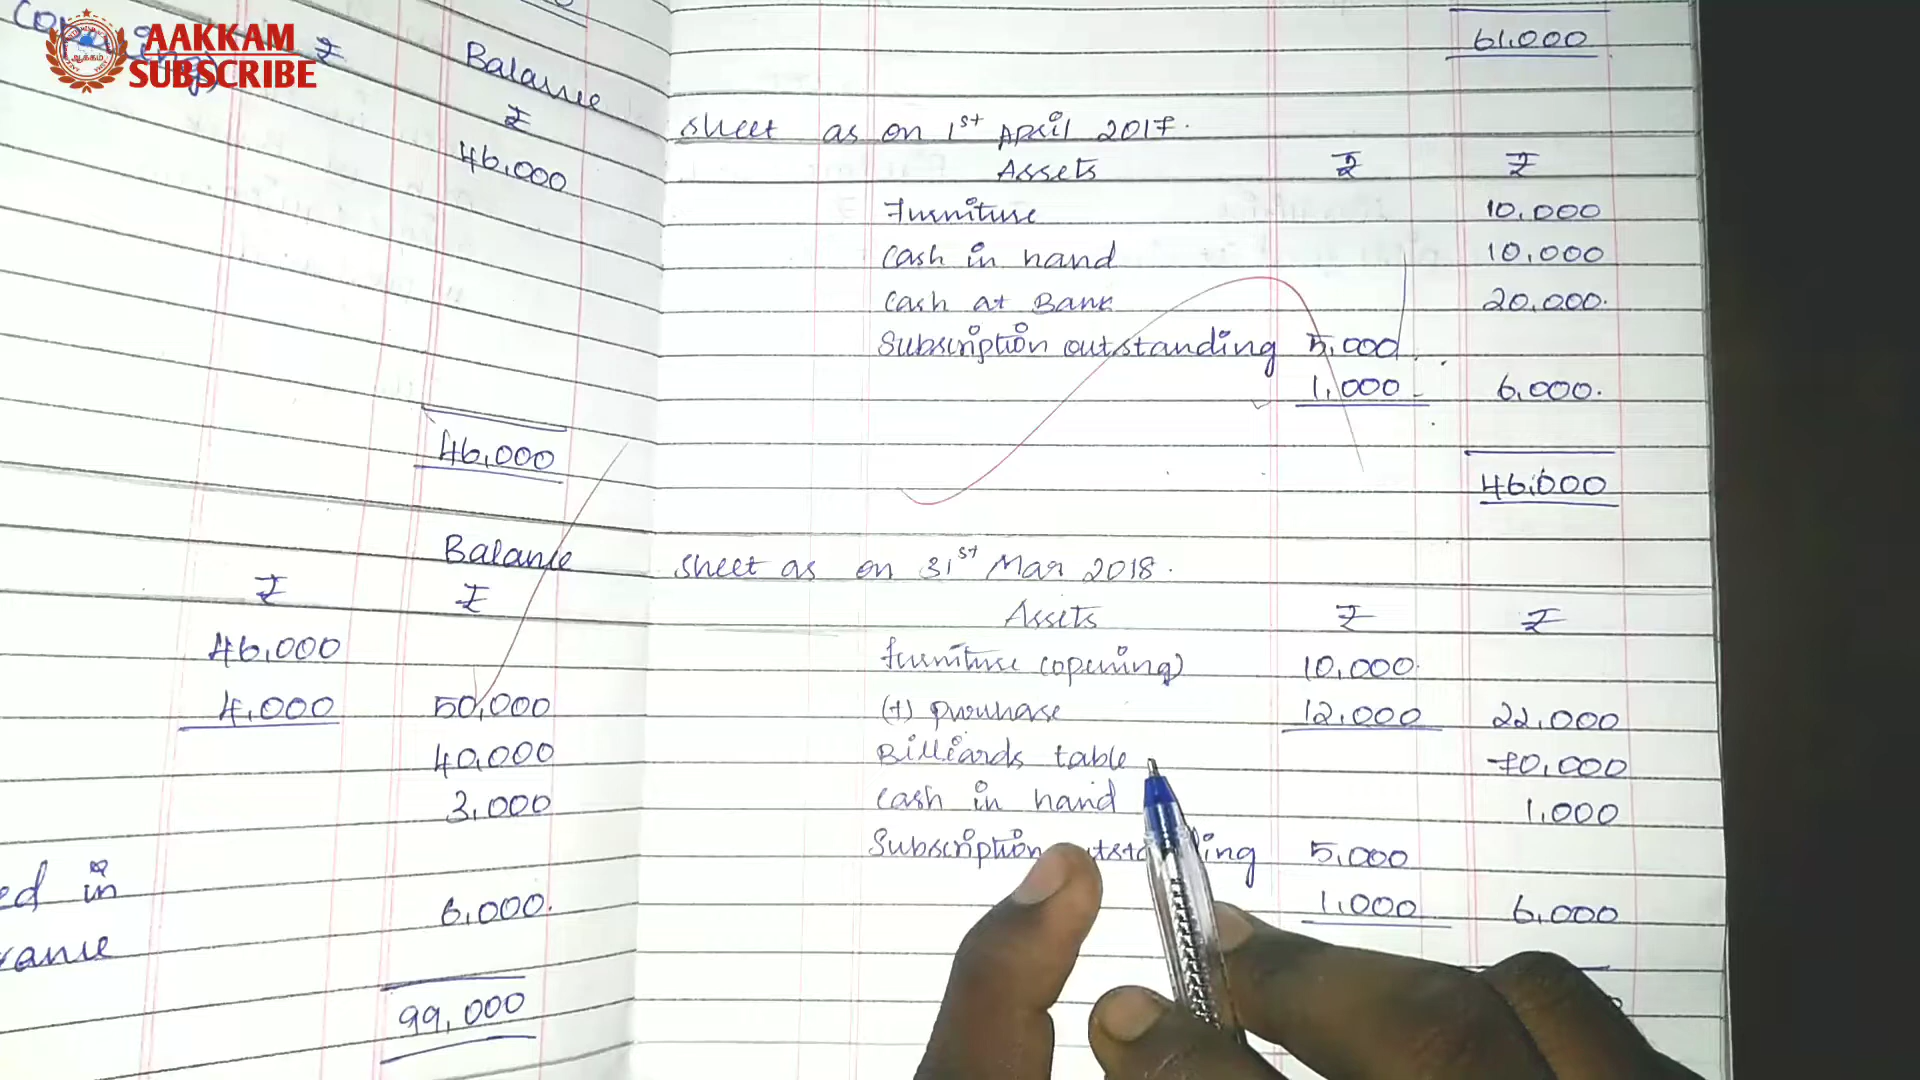 AAKKAM
SUBSCRIBE
ஆக்கம்
₹ Balance
₹
46,000
46,000
Balance
₹ ₹
46,000
4,000 50,000
40,000
3,000
ed in
6,000.
99,000
61,000
sheet as on 1st April 2017.
Assets ₹ ₹
Furniture 10,000
Cash in hand 10,000
Cash at Bank 20,000.
Subscription outstanding 5,000
1,000 6,000.
46,000
Sheet as on 31st Mar 2018.
Assets ₹ ₹
furniture (opening) 10,000.
(+) purchase 12,000 22,000
Billiards table 70,000
Cash in hand 1,000
Subscription 5,000
1,000 6,000